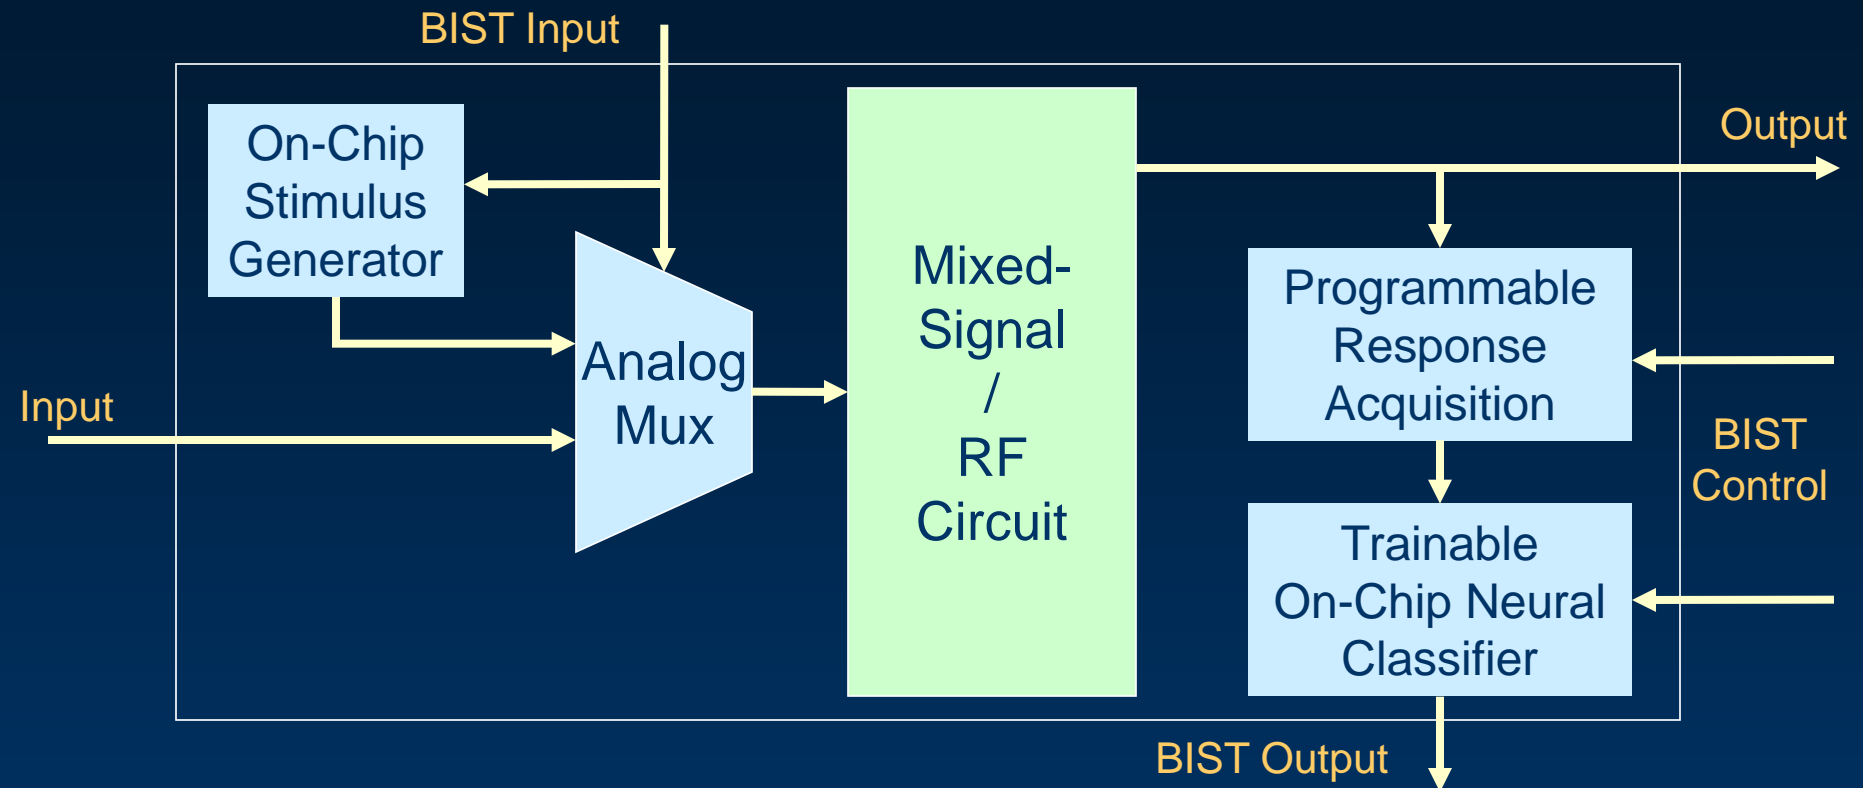 BIST Input
On-Chip
Stimulus
Generator
Input
Analog
Mux
Mixed-
Signal
/
RF
Circuit
Output
Programmable
Response
Acquisition
BIST
Control
Trainable
On-Chip Neural
Classifier
BIST Output